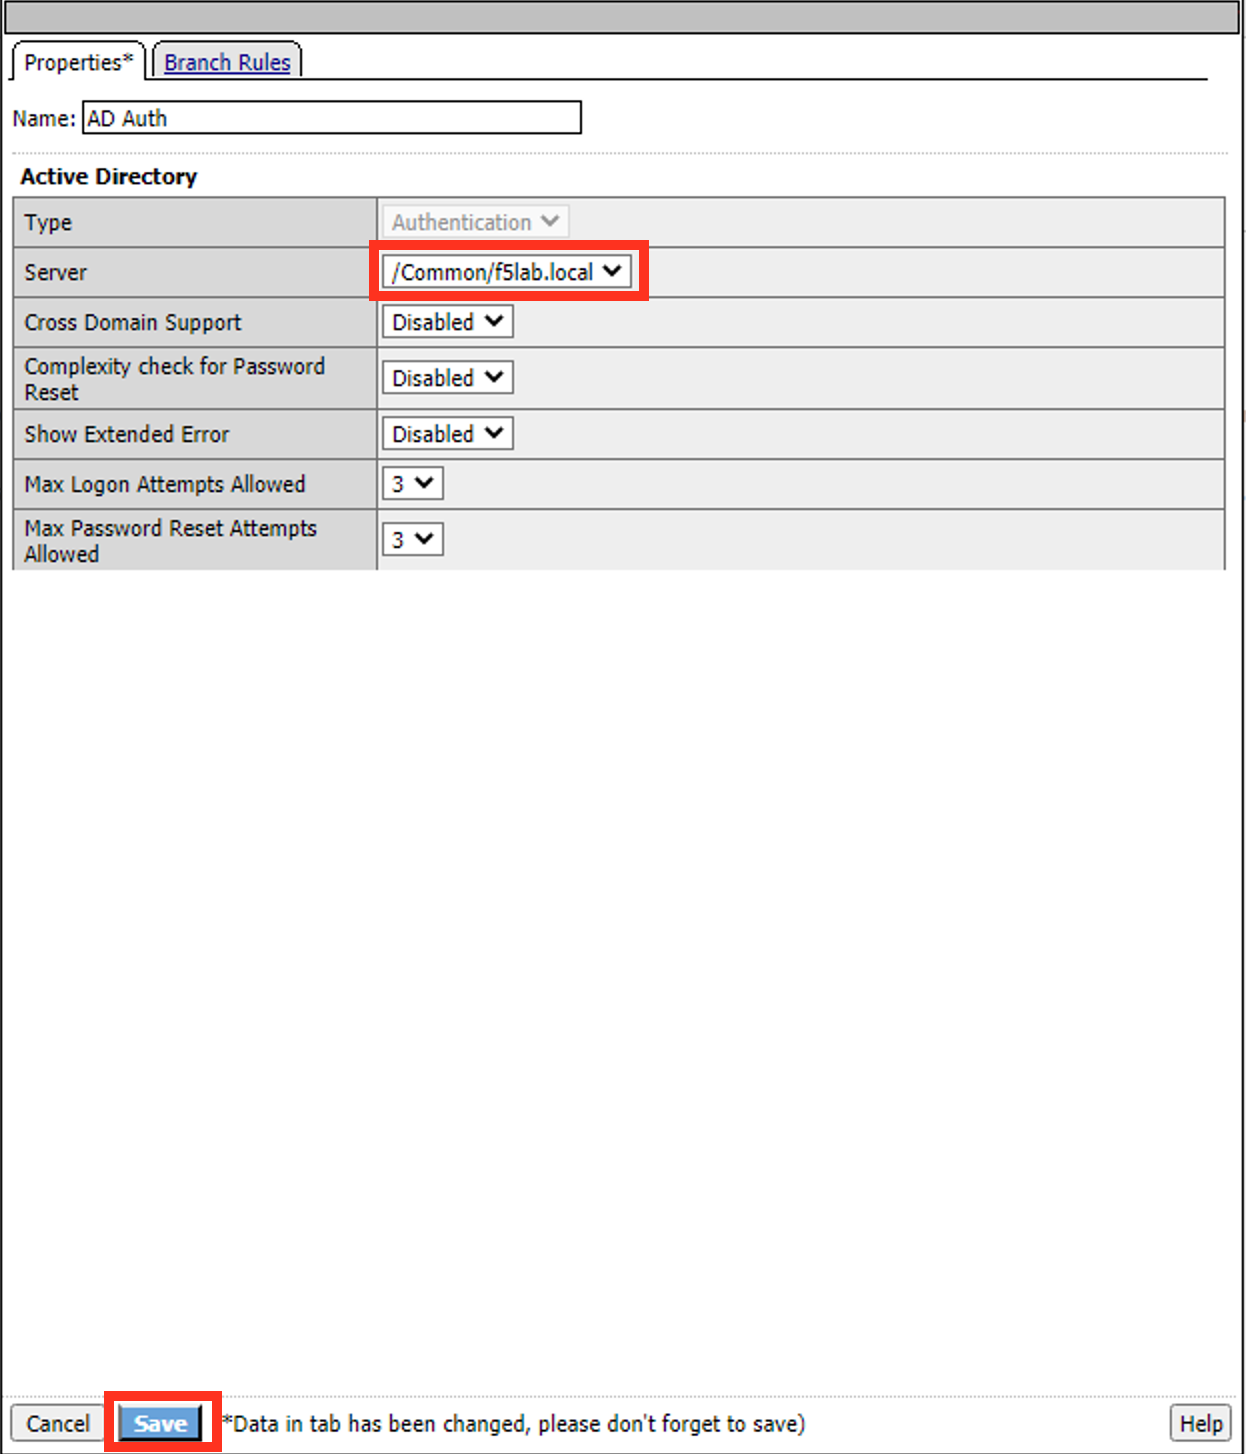 Properties* Branch Rules
Name: AD Auth
Active Directory
Type Authentication
Server /Common/f5lab.local
Cross Domain Support Disabled
Complexity check for Password
Reset Disabled
Show Extended Error Disabled
Max Logon Attempts Allowed 3
Max Password Reset Attempts
Allowed 3
Cancel Save *Data in tab has been changed, please don't forget to save) Help